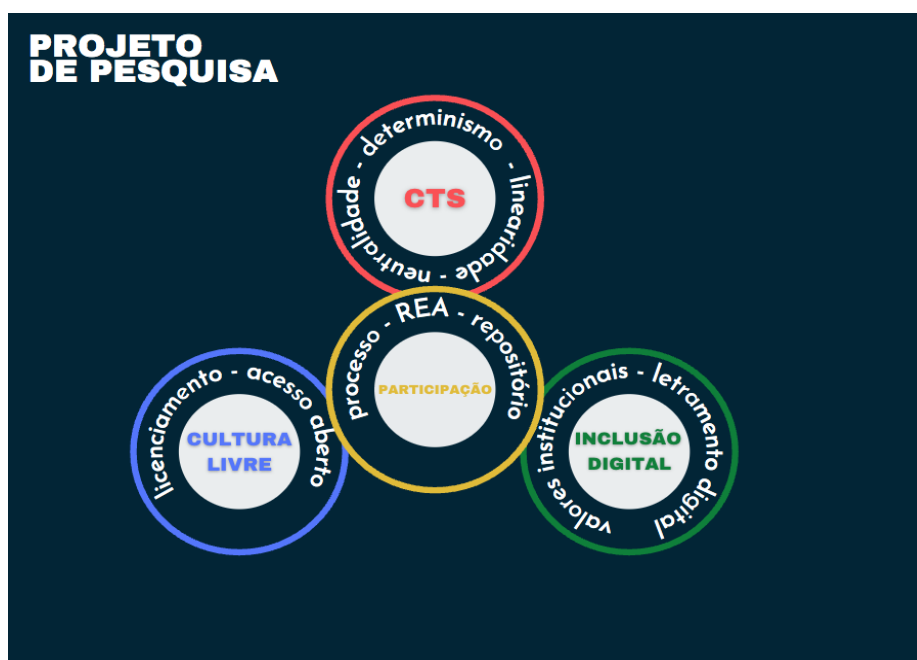 PROJETO
DE PESQUISA
neutralidade - determinismo - linearidade -
CTS
processo - REA - repositório
PARTICIPAÇÃO
licenciamento - acesso aberto
CULTURA
LIVRE
valores institucionais - letramento digital
INCLUSÃO
DIGITAL